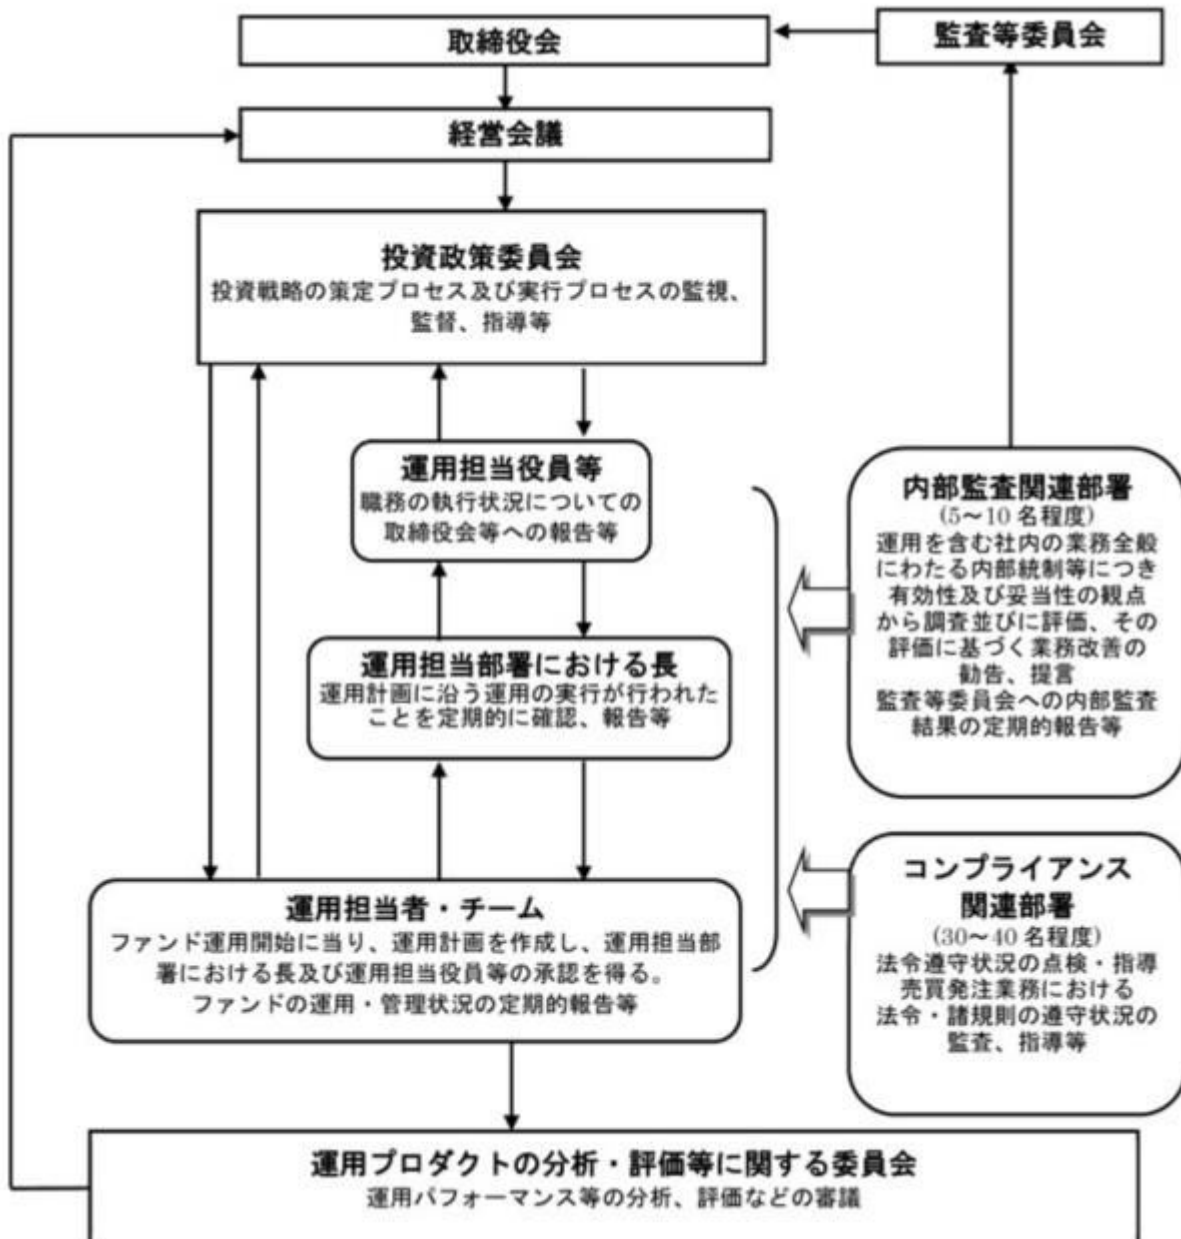 取締役会
監査等委員会
経営会議
投資政策委員会
投資戦略の策定プロセス及び実行プロセスの監視、
監督、指導等
運用担当役員等
職務の執行状況についての
取締役会等への報告等
運用担当部署における長
運用計画に沿う運用の実行が行われた
ことを定期的に確認、報告等
運用担当者・チーム
ファンド運用開始に当り、運用計画を作成し、運用担当部
署における長及び運用担当役員等の承認を得る。
ファンドの運用・管理状況の定期的報告等
内部監査関連部署
(5～10 名程度)
運用を含む社内の業務全般
にわたる内部統制等につき
有効性及び妥当性の観点
から調査並びに評価、その
評価に基づく業務改善の
勧告、提言
監査等委員会への内部監査
結果の定期的報告等
コンプライアンス
関連部署
(30～40 名程度)
法令遵守状況の点検・指導
売買発注業務における
法令・諸規則の遵守状況の
監査、指導等
運用プロダクトの分析・評価等に関する委員会
運用パフォーマンス等の分析、評価などの審議